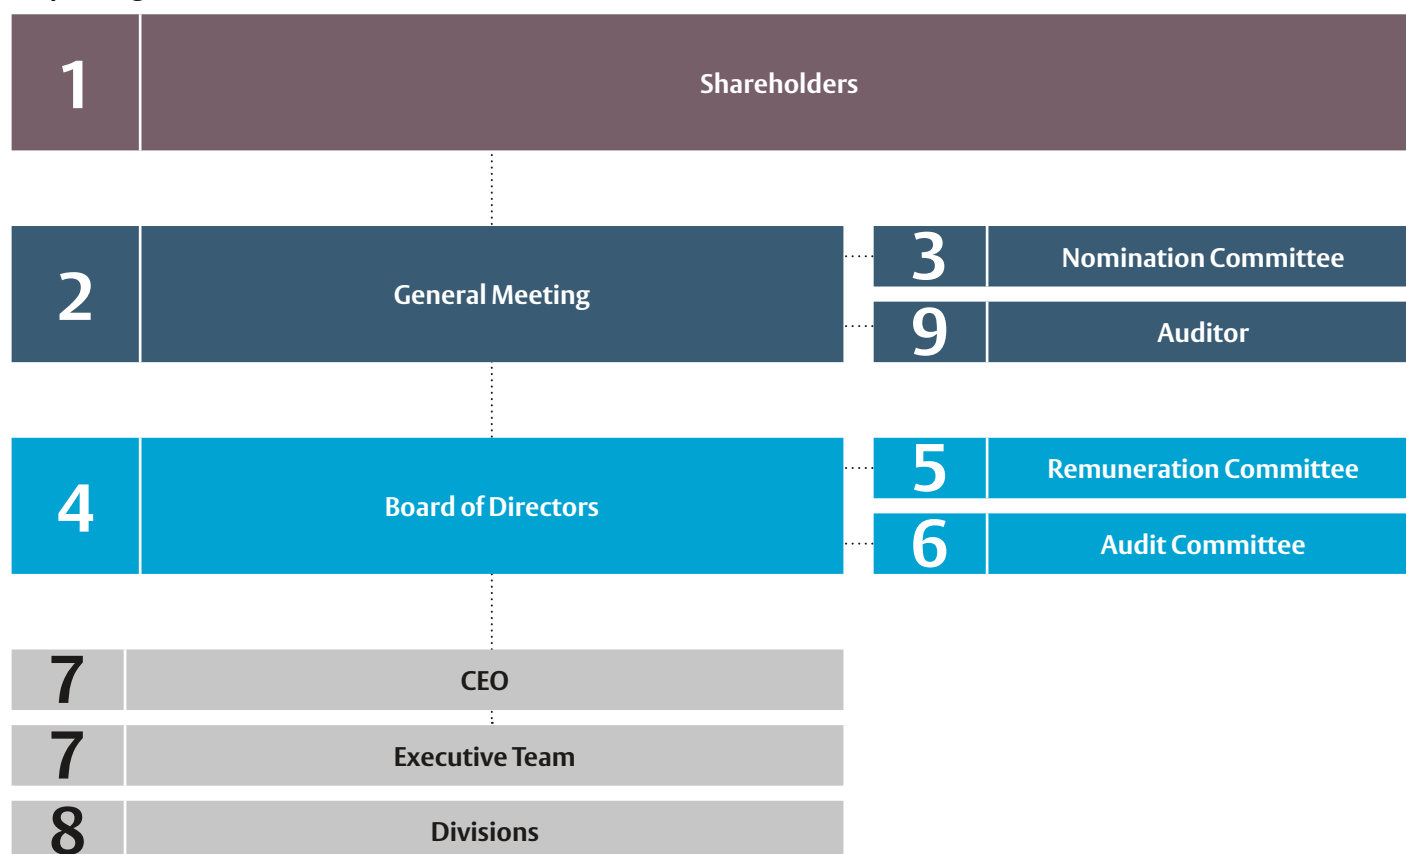 1
Shareholders
2
General Meeting
3
Nomination Committee
9
Auditor
4
Board of Directors
5
Remuneration Committee
6
Audit Committee
7
CEO
7
Executive Team
8
Divisions